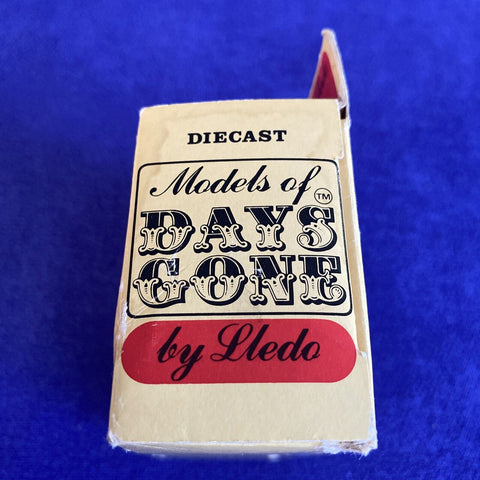 DIECAST
Models of
DAYS TM
GONE
by Lledo